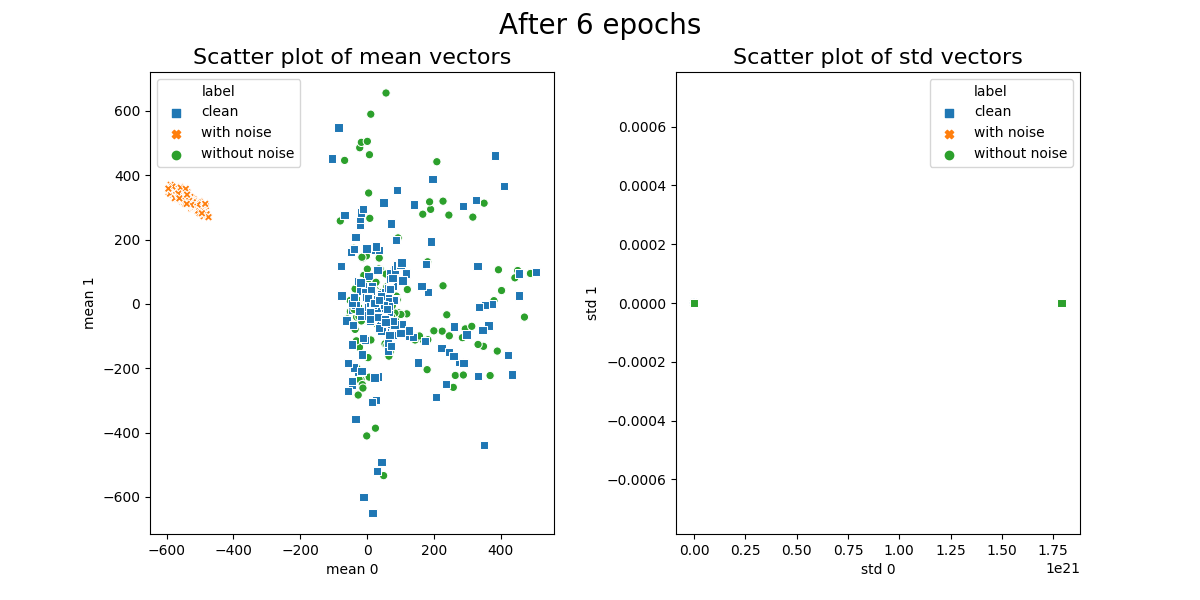 After 6 epochs
Scatter plot of mean vectors
label
clean
with noise
without noise
600
400
200
0
−200
−400
−600
mean 1
−600
−400
−200
0
200
400
mean 0
Scatter plot of std vectors
label
clean
with noise
without noise
0.0006
0.0004
0.0002
0.0000
−0.0002
−0.0004
−0.0006
std 1
0.00
0.25
0.50
0.75
1.00
1.25
1.50
1.75
1e21
std 0